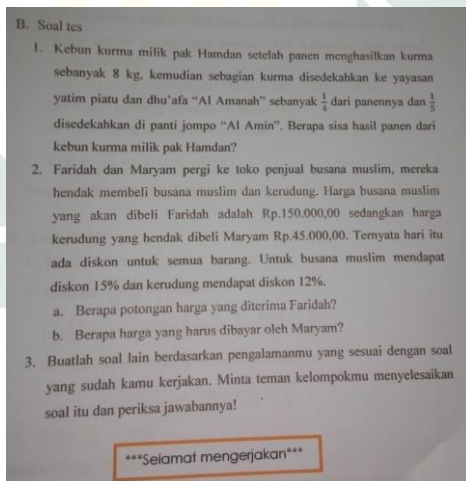 B. Soal tes
1. Kebun kurma milik pak Hamdan setelah panen menghasilkan kurma
sebanyak 8 kg, kemudian sebagian kurma disedekahkan ke yayasan
yatim piatu dan dhu'afa "Al Amanah" sebanyak 1/4 dari panennya dan 1/5
disedekahkan di panti jompo "Al Amin". Berapa sisa hasil panen dari
kebun kurma milik pak Hamdan?
2. Faridah dan Maryam pergi ke toko penjual busana muslim, mereka
hendak membeli busana muslim dan kerudung. Harga busana muslim
yang akan dibeli Faridah adalah Rp.150.000,00 sedangkan harga
kerudung yang hendak dibeli Maryam Rp.45.000,00. Ternyata hari itu
ada diskon untuk semua barang. Untuk busana muslim mendapat
diskon 15% dan kerudung mendapat diskon 12%.
a. Berapa potongan harga yang diterima Faridah?
b. Berapa harga yang harus dibayar oleh Maryam?
3. Buatlah soal lain berdasarkan pengalamanmu yang sesuai dengan soal
yang sudah kamu kerjakan. Minta teman kelompokmu menyelesaikan
soal itu dan periksa jawabannya!
***Selamat mengerjakan***